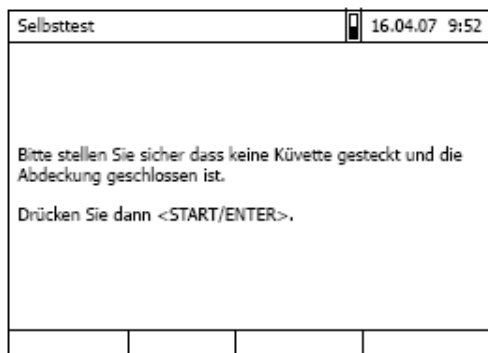 Selbsttest 16.04.07 9:52
Bitte stellen Sie sicher dass keine Küvette gesteckt und die
Abdeckung geschlossen ist.
Drücken Sie dann <START/ENTER>.